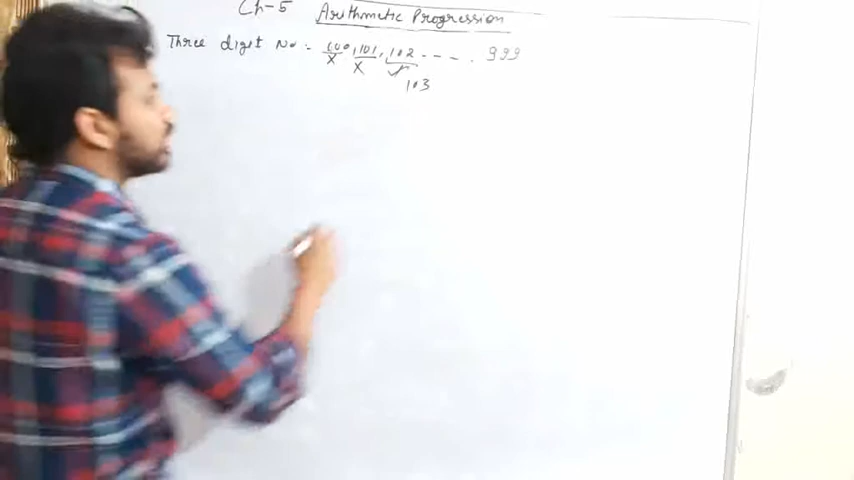 Ch-5 Arithmetic Progression
Three digit No :- 100, 101, 102 - - - . 999
x x ✓
103